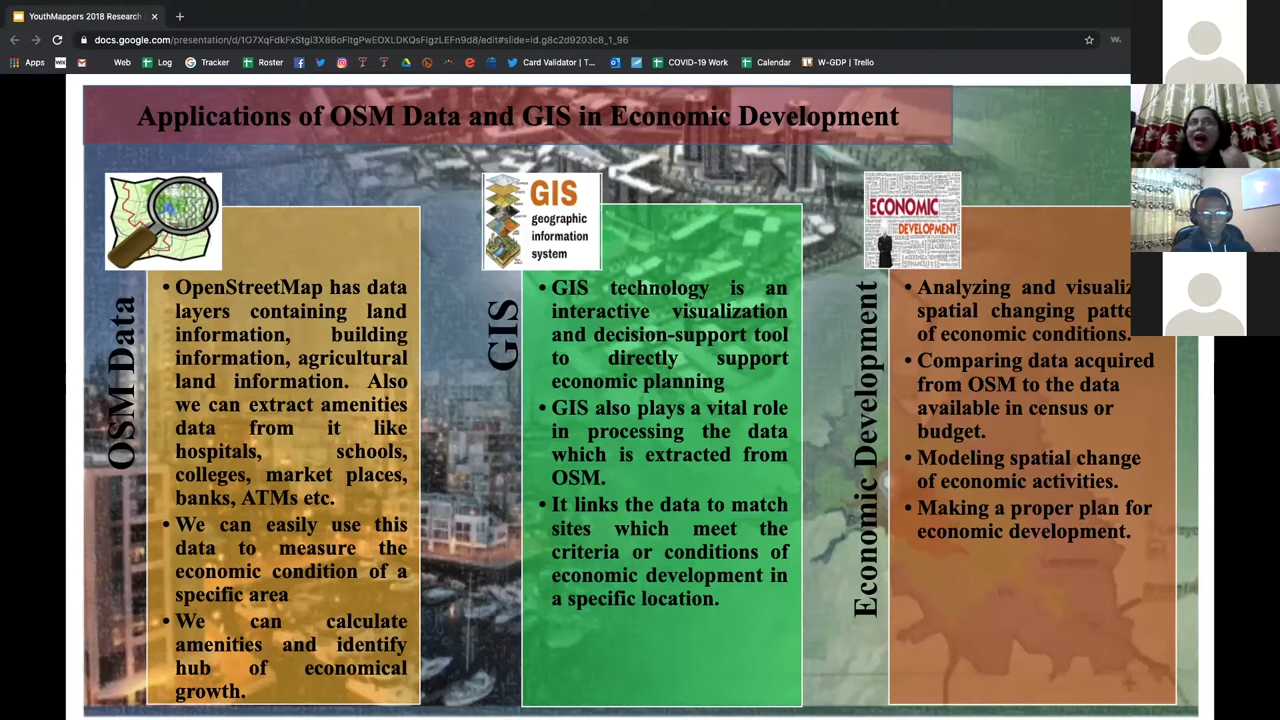 YouthMappers 2018 Research
docs.google.com/presentation/d/1O7XqFdkFxStgI3X86oFItgPwEOXLDKQsFigzLEFn9d8/edit#slide=id.g8c2d9203c8_1_96
Apps
Web
Log
Tracker
Roster
Card Validator | T...
COVID-19 Work
Calendar
W-GDP | Trello
Applications of OSM Data and GIS in Economic Development
OSM Data
• OpenStreetMap has data
layers containing land
information, building
information, agricultural
land information. Also
we can extract amenities
data from it like
hospitals, schools,
colleges, market places,
banks, ATMs etc.
• We can easily use this
data to measure the
economic condition of a
specific area
• We can calculate
amenities and identify
hub of economical
growth.
GIS
geographic
information
system
GIS
• GIS technology is an
interactive visualization
and decision-support tool
to directly support
economic planning
• GIS also plays a vital role
in processing the data
which is extracted from
OSM.
• It links the data to match
sites which meet the
criteria or conditions of
economic development in
a specific location.
ECONOMIC
DEVELOPMENT
Economic Development
• Analyzing and visualiz
spatial changing patte
of economic conditions.
• Comparing data acquired
from OSM to the data
available in census or
budget.
• Modeling spatial change
of economic activities.
• Making a proper plan for
economic development.